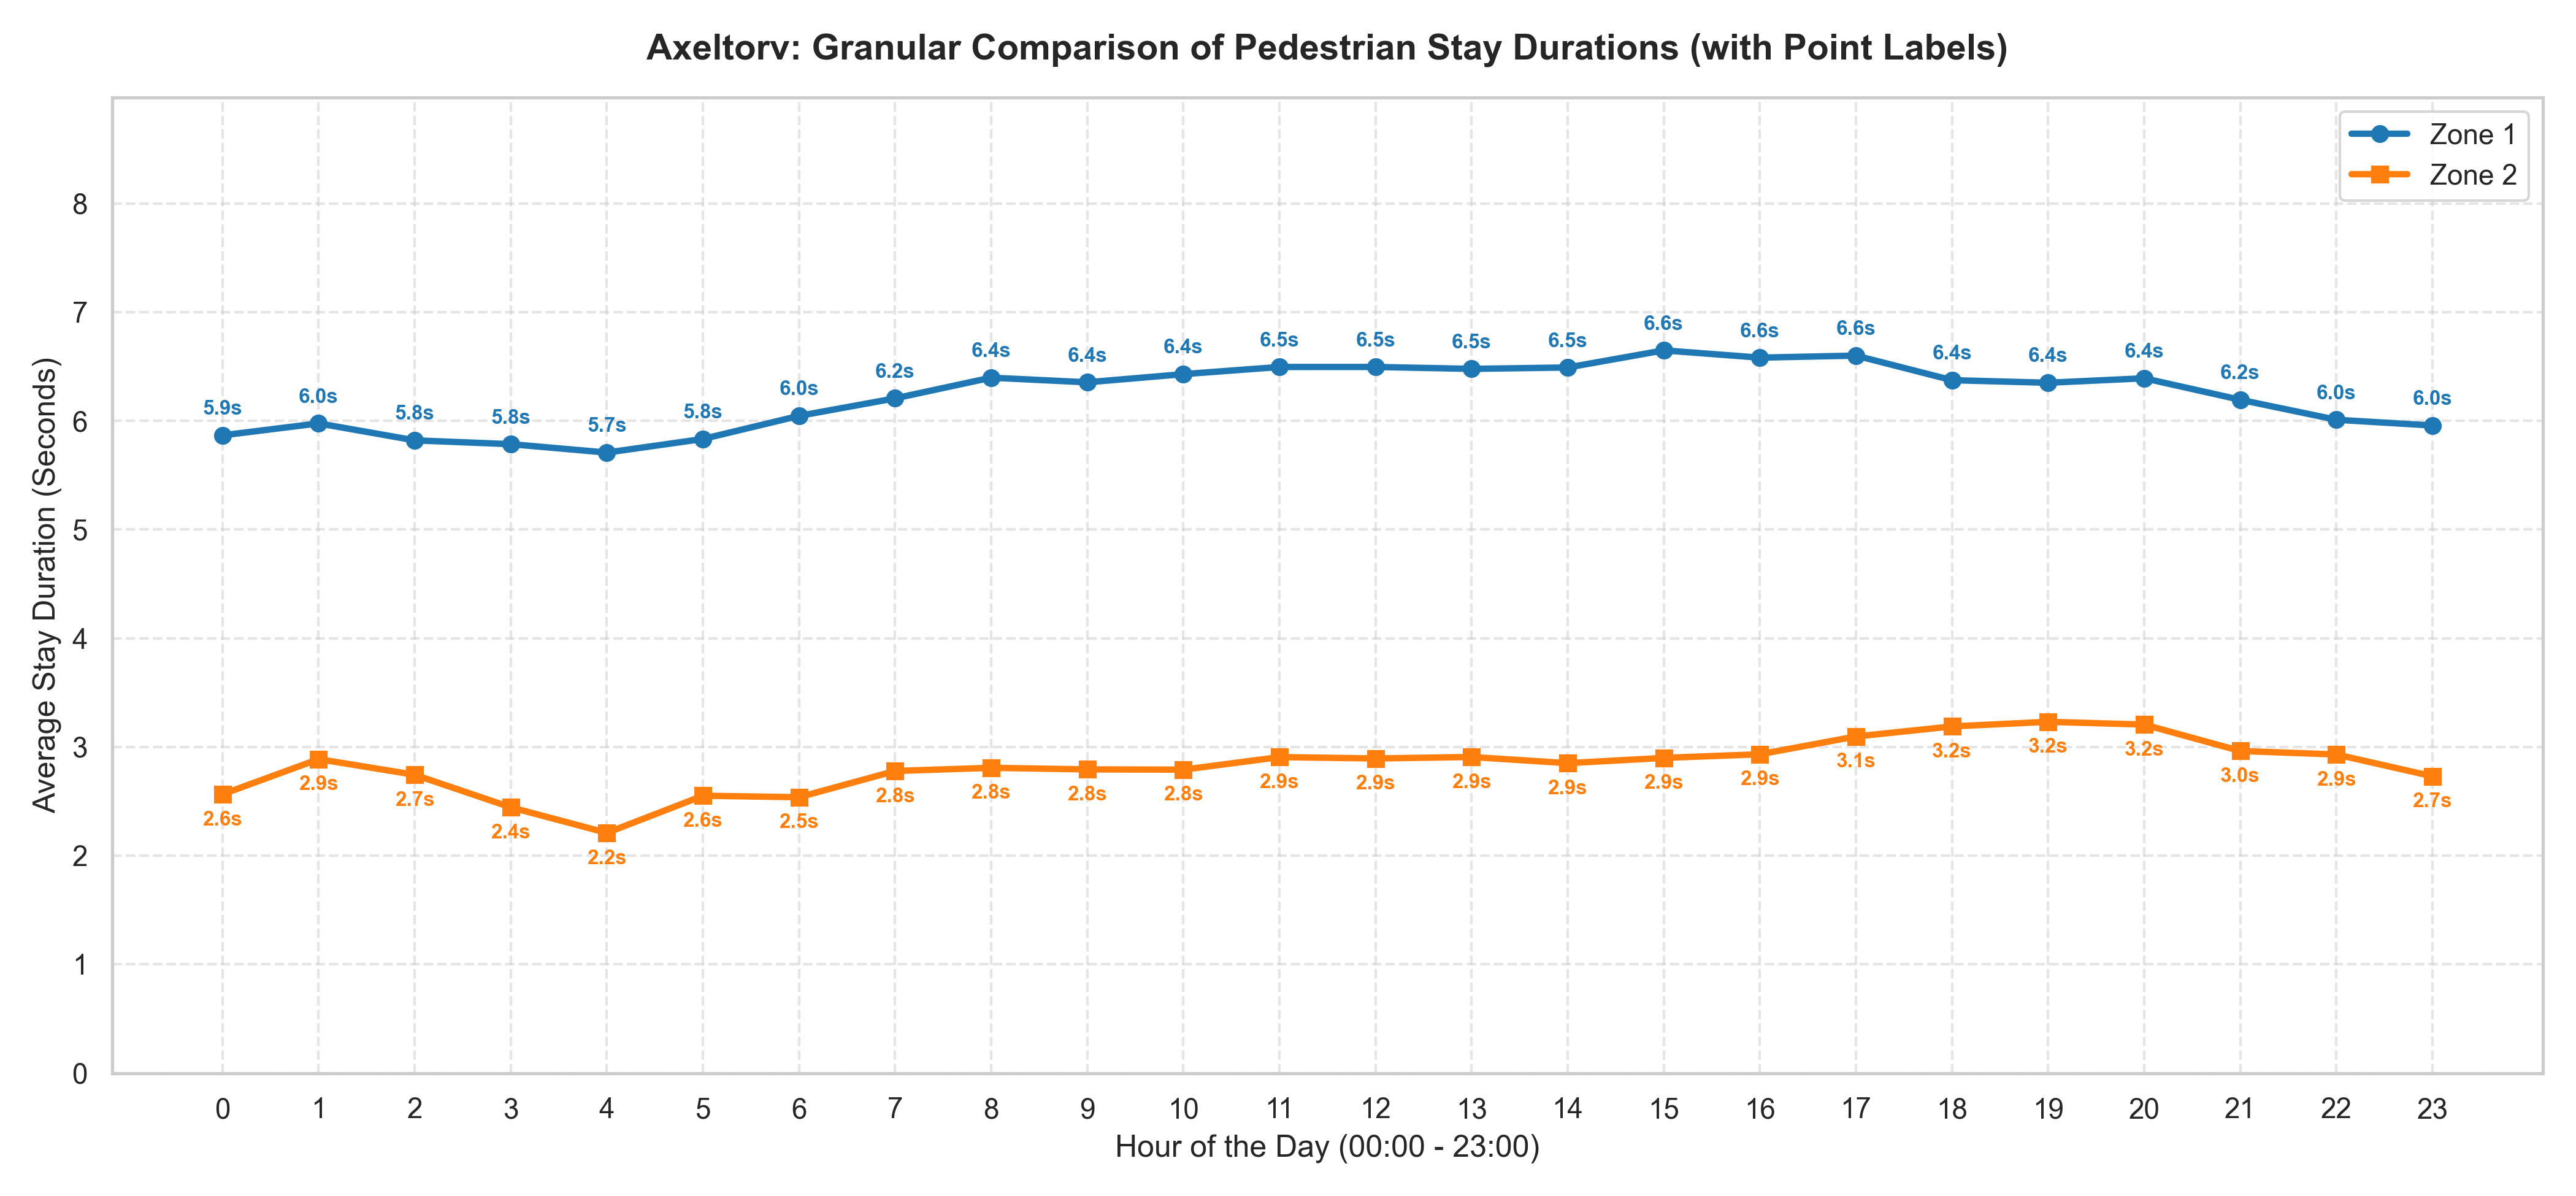 Axeltorv: Granular Comparison of Pedestrian Stay Durations (with Point Labels)
Zone 1
Zone 2
Average Stay Duration (Seconds)
8
7
6
5
4
3
2
1
0
5.9s 6.0s 5.8s 5.8s 5.7s 5.8s 6.0s 6.2s 6.4s 6.4s 6.4s 6.5s 6.5s 6.5s 6.5s 6.6s 6.6s 6.6s 6.4s 6.4s 6.4s 6.2s 6.0s 6.0s
2.6s 2.9s 2.7s 2.4s 2.2s 2.6s 2.5s 2.8s 2.8s 2.8s 2.8s 2.9s 2.9s 2.9s 2.9s 2.9s 2.9s 3.1s 3.2s 3.2s 3.2s 3.0s 2.9s 2.7s
0 1 2 3 4 5 6 7 8 9 10 11 12 13 14 15 16 17 18 19 20 21 22 23
Hour of the Day (00:00 - 23:00)